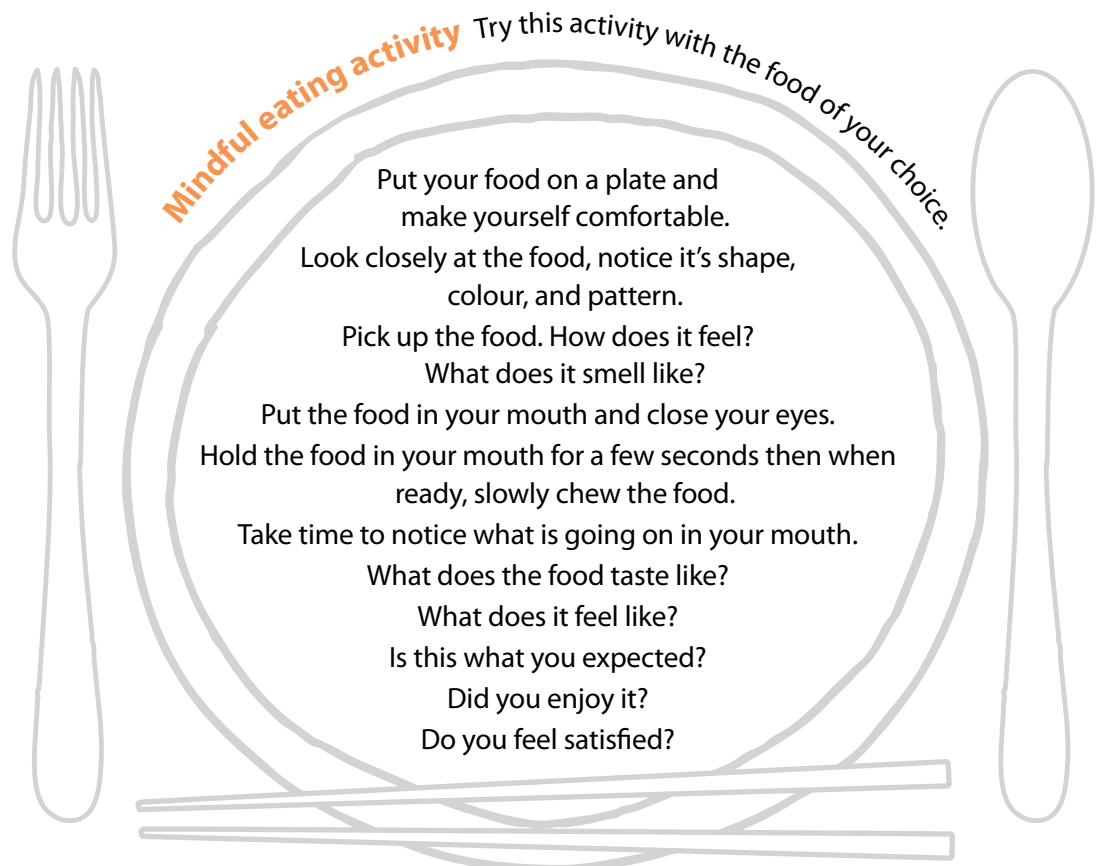 Mindful eating activity Try this activity with the food of your choice.
Put your food on a plate and
make yourself comfortable.
Look closely at the food, notice it's shape,
colour, and pattern.
Pick up the food. How does it feel?
What does it smell like?
Put the food in your mouth and close your eyes.
Hold the food in your mouth for a few seconds then when
ready, slowly chew the food.
Take time to notice what is going on in your mouth.
What does the food taste like?
What does it feel like?
Is this what you expected?
Did you enjoy it?
Do you feel satisfied?